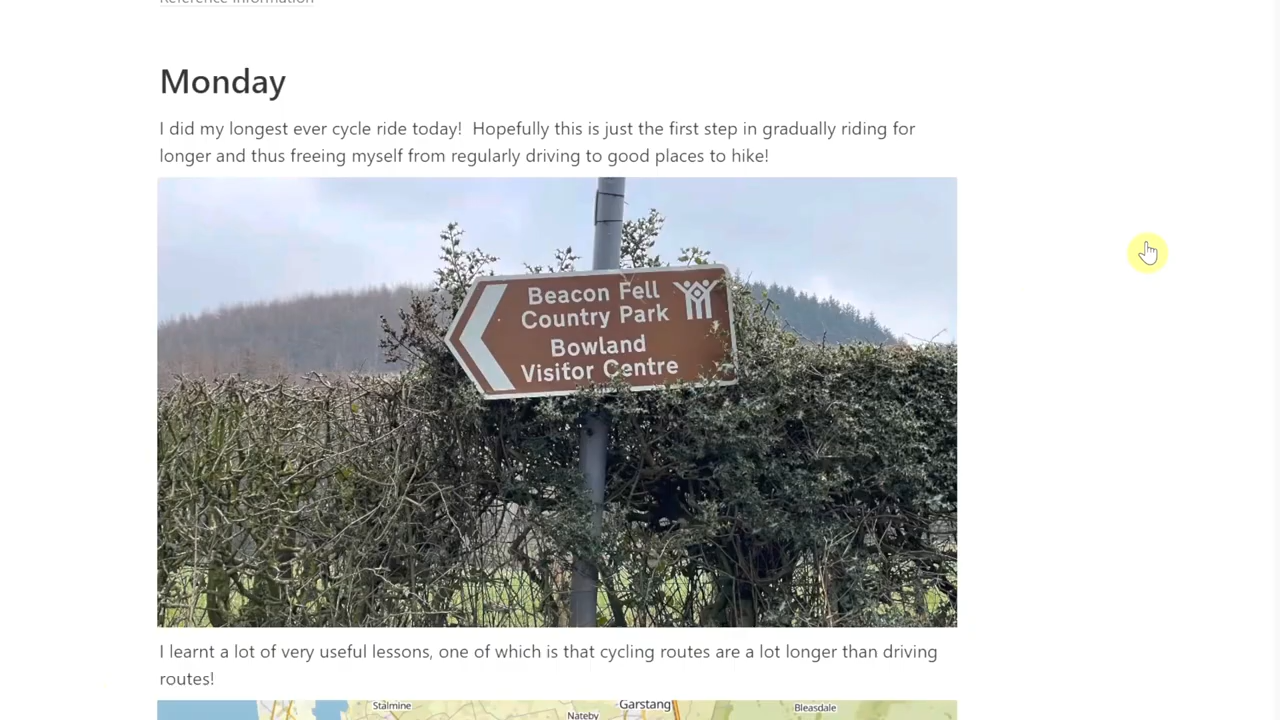 Reference Information
Monday
I did my longest ever cycle ride today!  Hopefully this is just the first step in gradually riding for
longer and thus freeing myself from regularly driving to good places to hike!
Beacon Fell
Country Park
Bowland
Visitor Centre
I learnt a lot of very useful lessons, one of which is that cycling routes are a lot longer than driving
routes!
Stalmine
Nateby
Garstang
Bleasdale